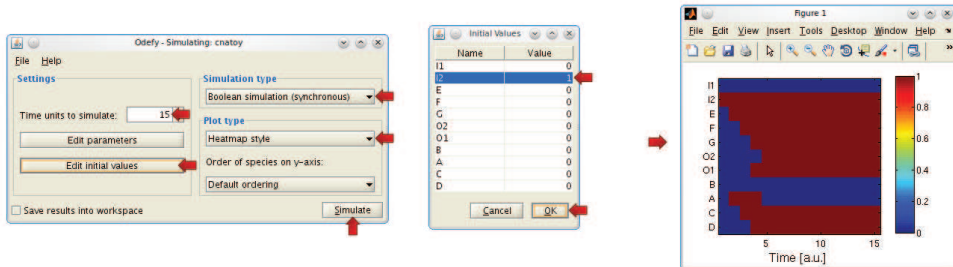 Odefy - Simulating: cnatoy
File Help
Settings
Time units to simulate: 15
Edit parameters
Edit initial values
Save results into workspace
Simulation type
Boolean simulation (synchronous)
Plot type
Heatmap style
Order of species on y-axis:
Default ordering
Simulate
Initial Values
Name Value
I1 0
I2 1
E 0
F 0
G 0
O2 0
O1 0
B 0
A 0
C 0
D 0
Cancel OK
Figure 1
File Edit View Insert Tools Desktop Window Help
I1
I2
E
F
G
O2
O1
B
A
C
D
5 10 15
Time [a.u.]
1
0.8
0.6
0.4
0.2
0